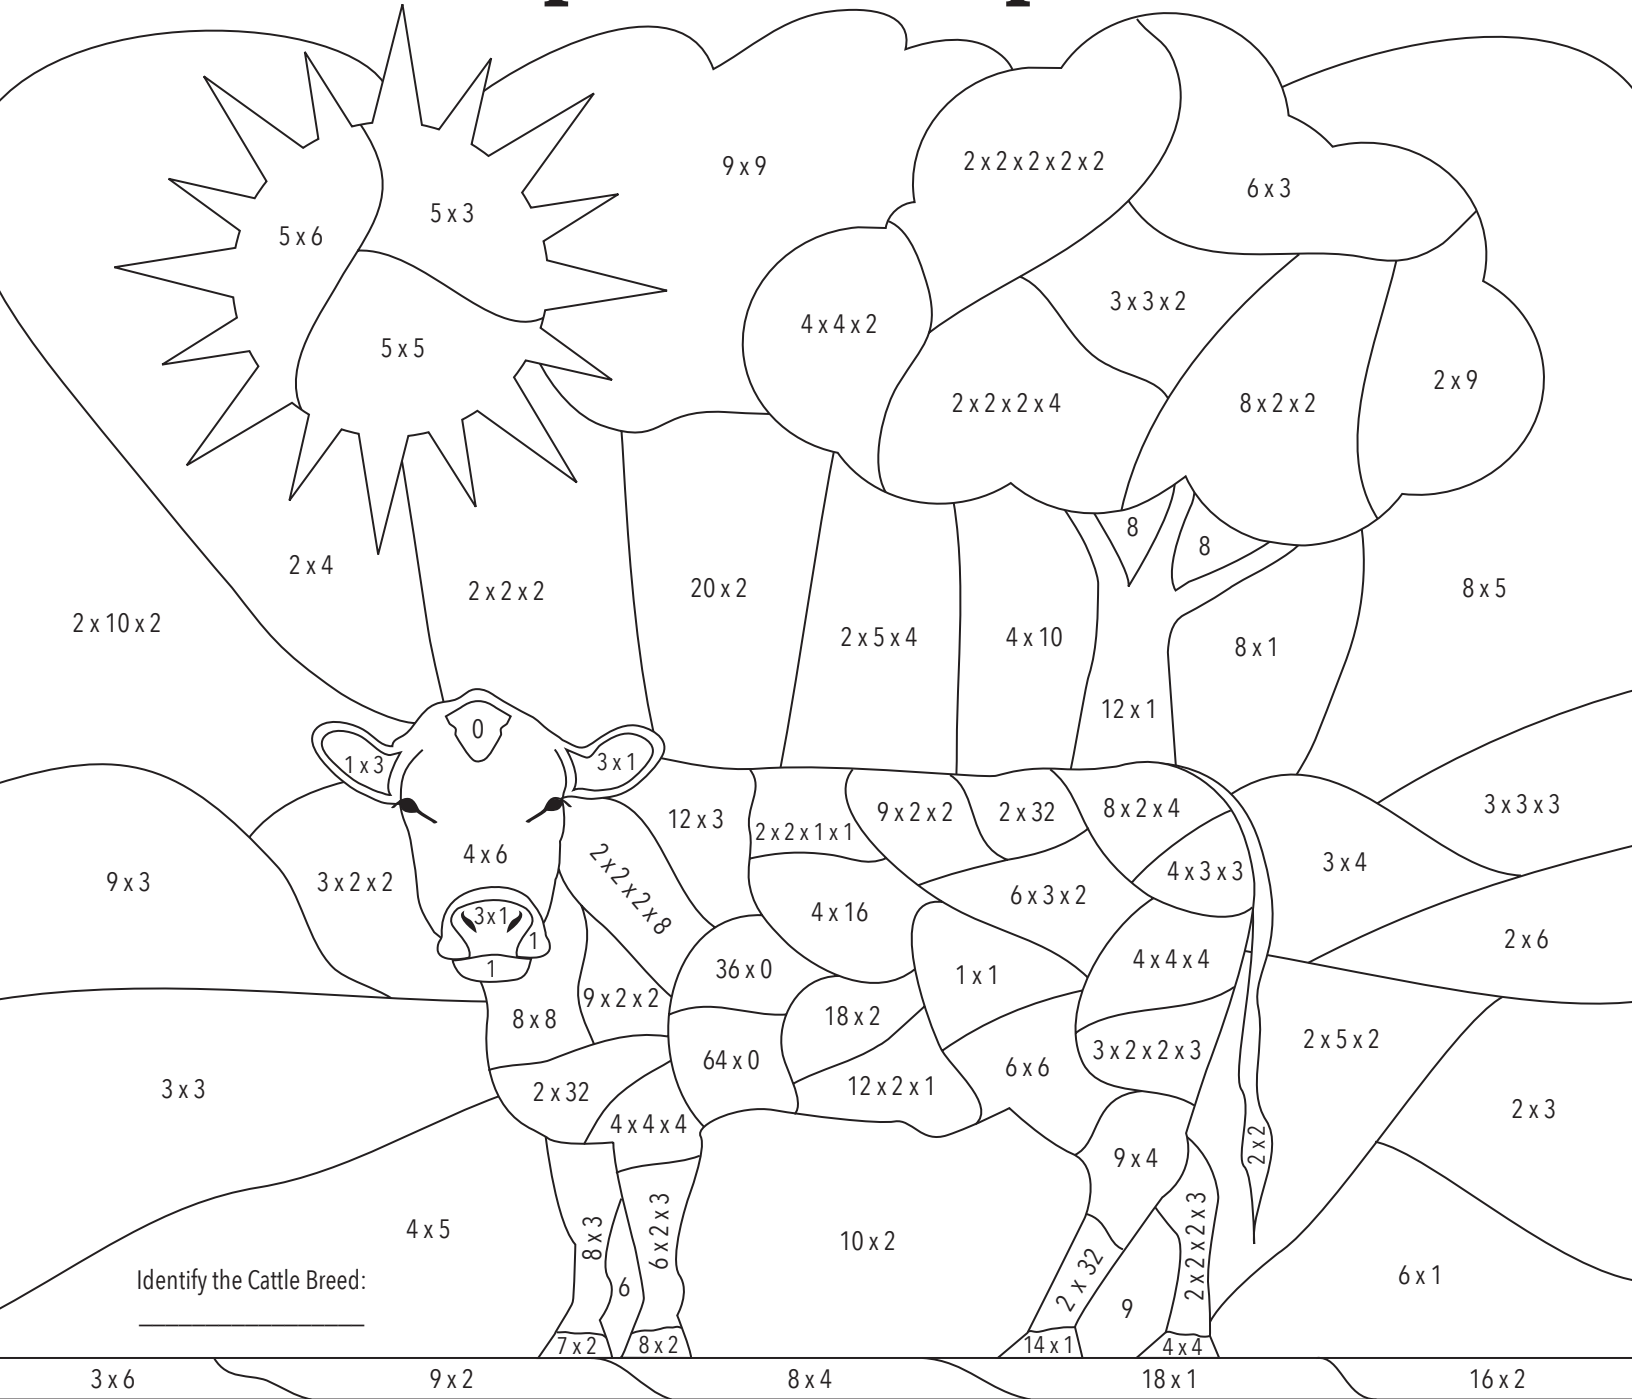 9 x 9
2 x 2 x 2 x 2 x 2
6 x 3
5 x 3
5 x 6
3 x 3 x 2
4 x 4 x 2
5 x 5
2 x 9
2 x 2 x 2 x 4
8 x 2 x 2
8
8
2 x 4
2 x 2 x 2
20 x 2
8 x 5
2 x 10 x 2
2 x 5 x 4
4 x 10
8 x 1
12 x 1
0
1 x 3
3 x 1
12 x 3
2 x 2 x 1 x 1
9 x 2 x 2
2 x 32
8 x 2 x 4
3 x 3 x 3
4 x 6
3 x 4
4 x 3 x 3
9 x 3
3 x 2 x 2
2 x 2 x 2 x 8
6 x 3 x 2
4 x 16
3x1
1
2 x 6
1
36 x 0
1 x 1
4 x 4 x 4
9 x 2 x 2
8 x 8
18 x 2
2 x 5 x 2
64 x 0
6 x 6
3 x 2 x 2 x 3
3 x 3
2 x 32
12 x 2 x 1
2 x 3
4 x 4 x 4
2 x 2
9 x 4
4 x 5
8 x 3
6 x 2 x 3
10 x 2
2 x 2 x 2 x 3
Identify the Cattle Breed:
6
2 x 32
9
6 x 1
7 x 2
8 x 2
14 x 1
4 x 4
3 x 6
9 x 2
8 x 4
18 x 1
16 x 2